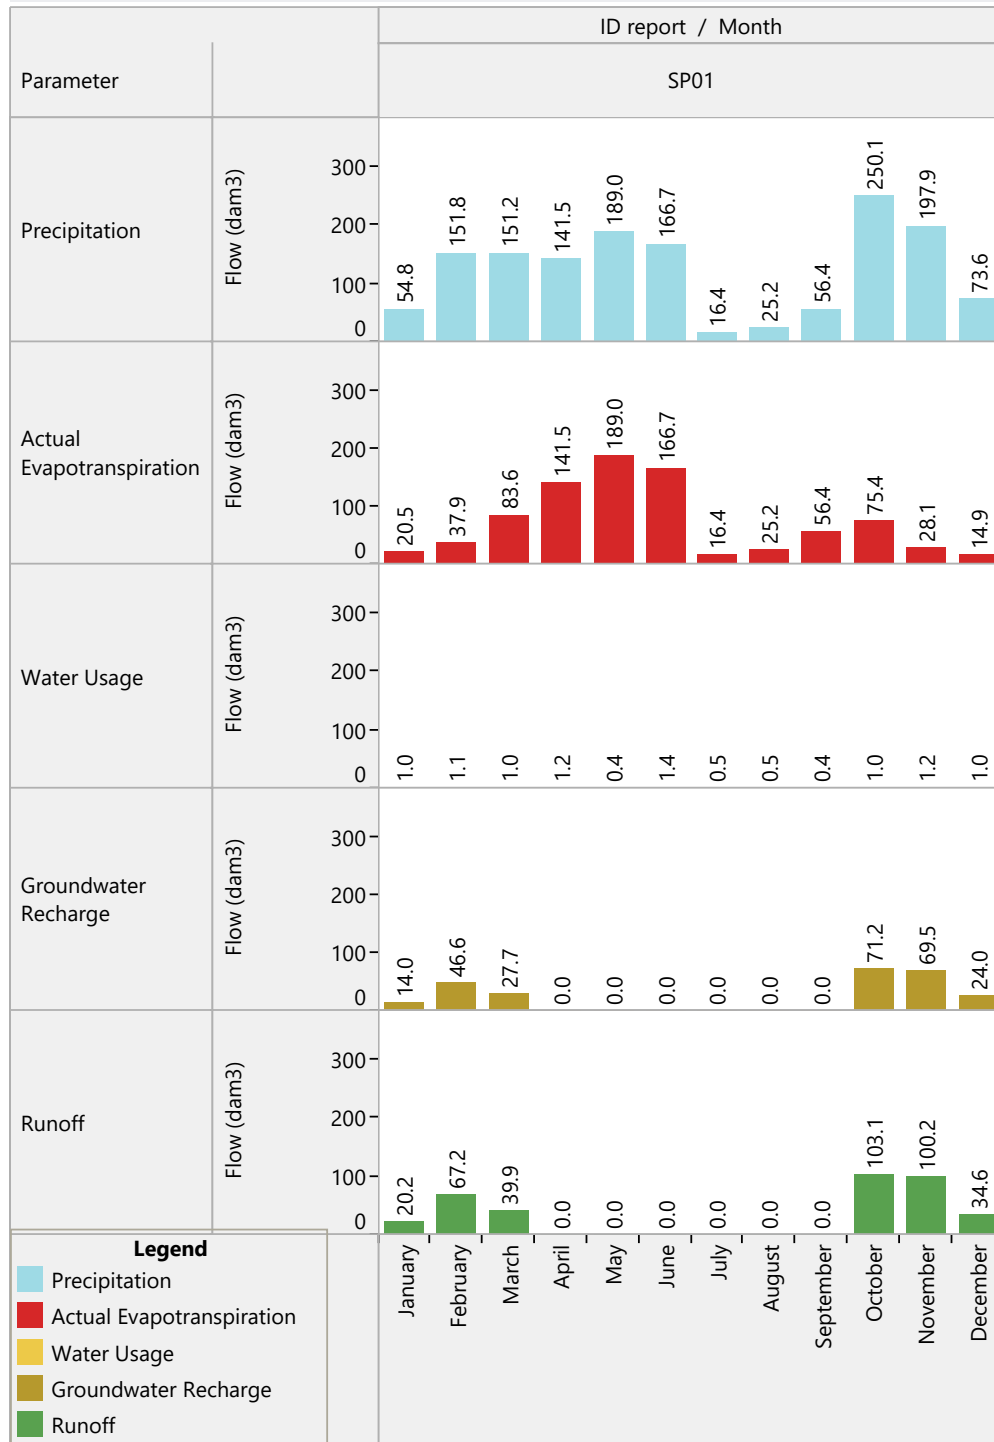 ID report / Month
Parameter
SP01
Precipitation
Flow (dam3)
300
200
100
0
54.8
151.8
151.2
141.5
189.0
166.7
16.4
25.2
56.4
250.1
197.9
73.6
Actual
Evapotranspiration
Flow (dam3)
300
200
100
0
20.5
37.9
83.6
141.5
189.0
166.7
16.4
25.2
56.4
75.4
28.1
14.9
Water Usage
Flow (dam3)
300
200
100
0
1.0
1.1
1.0
1.2
0.4
1.4
0.5
0.5
0.4
1.0
1.2
1.0
Groundwater
Recharge
Flow (dam3)
300
200
100
0
14.0
46.6
27.7
0.0
0.0
0.0
0.0
0.0
0.0
71.2
69.5
24.0
Runoff
Flow (dam3)
300
200
100
0
20.2
67.2
39.9
0.0
0.0
0.0
0.0
0.0
0.0
103.1
100.2
34.6
January
February
March
April
May
June
July
August
September
October
November
December
Legend
Precipitation
Actual Evapotranspiration
Water Usage
Groundwater Recharge
Runoff